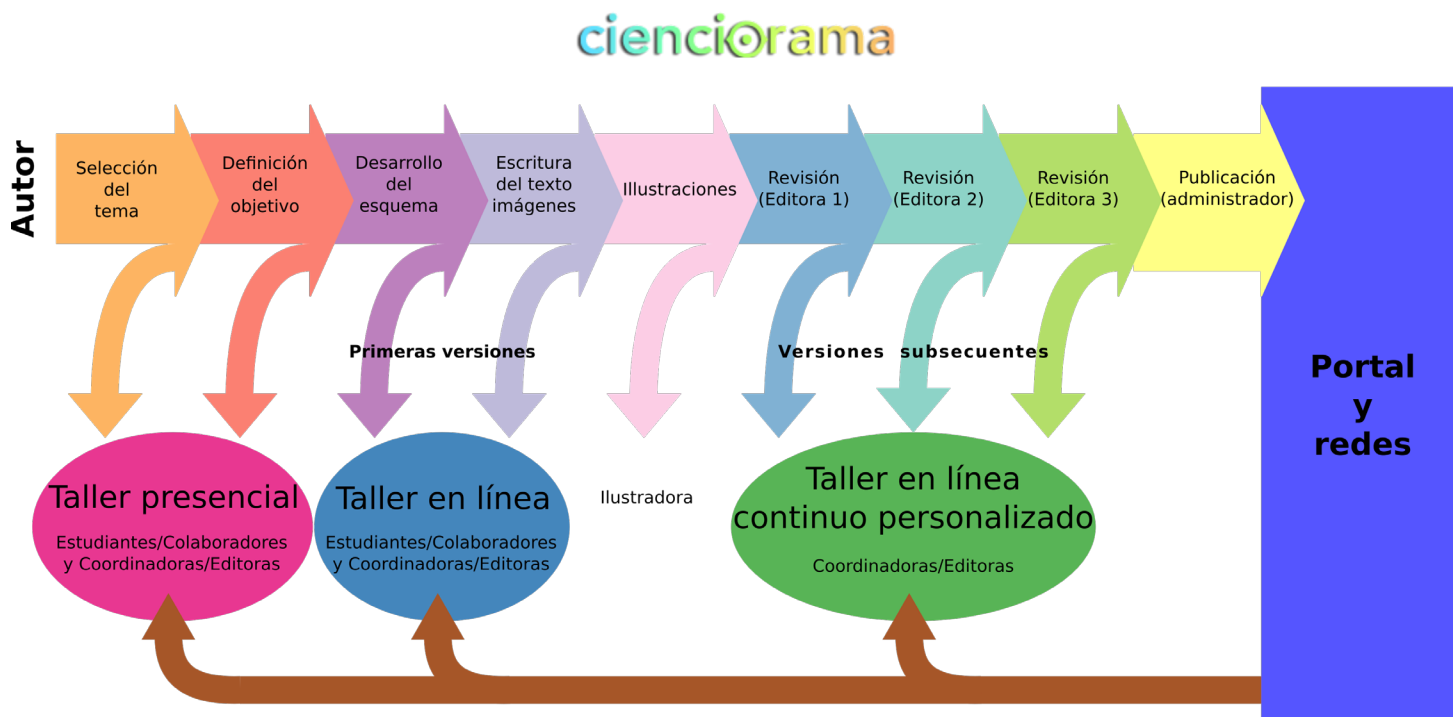 cienciorama
Autor
Selección
del
tema
Definición
del
objetivo
Desarrollo
del
esquema
Escritura
del texto
imágenes
Illustraciones
Revisión
(Editora 1)
Revisión
(Editora 2)
Revisión
(Editora 3)
Publicación
(administrador)
Primeras versiones
Versiones subsecuentes
Portal
y
redes
Taller presencial
Estudiantes/Colaboradores
y Coordinadoras/Editoras
Taller en línea
Estudiantes/Colaboradores
y Coordinadoras/Editoras
Ilustradora
Taller en línea
continuo personalizado
Coordinadoras/Editoras